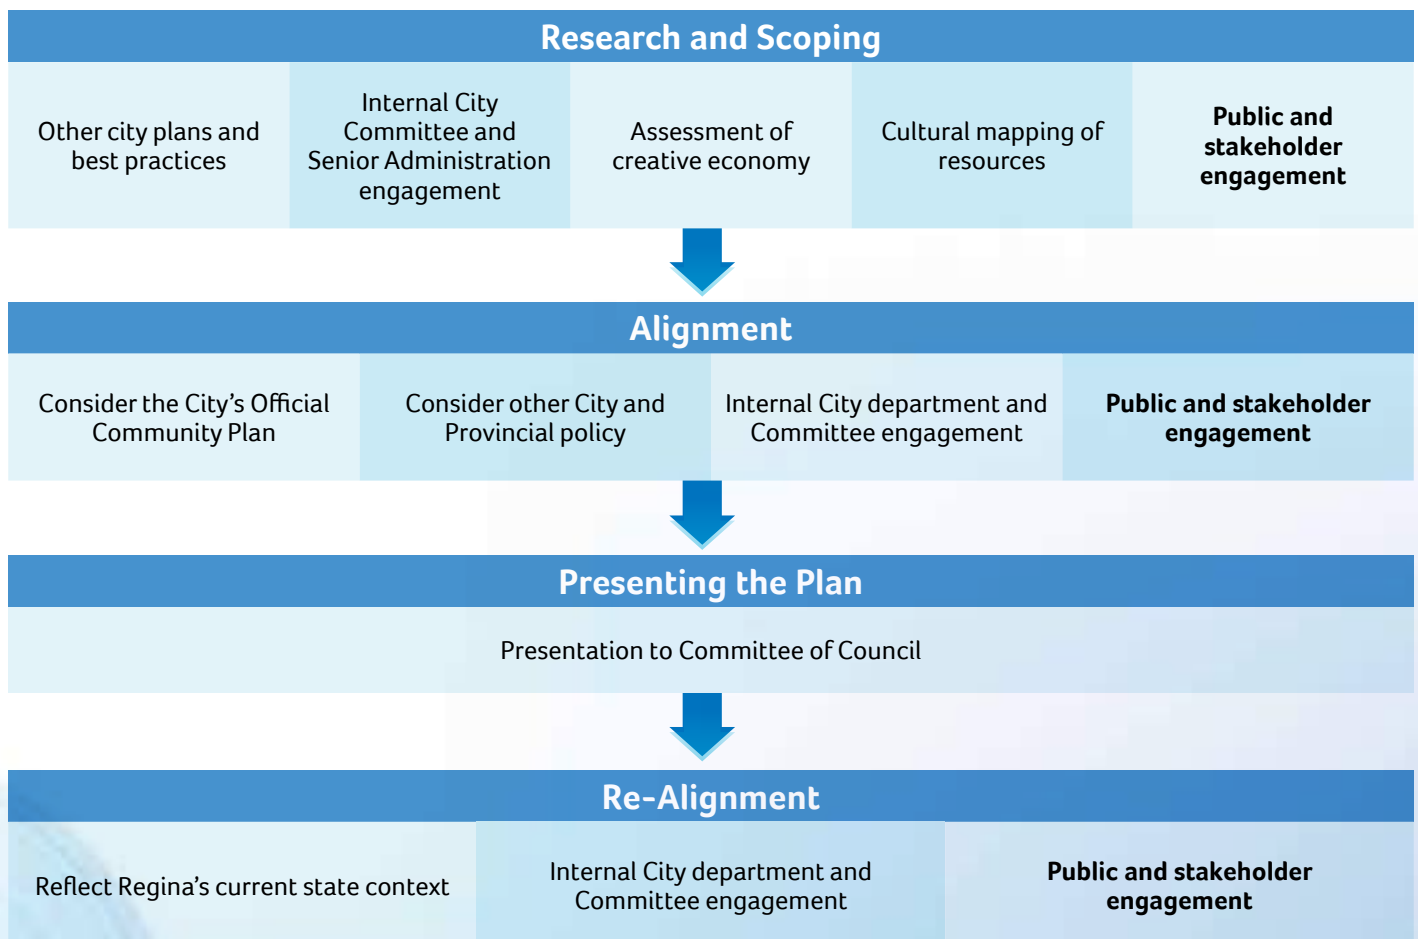 Research and Scoping
Other city plans and
best practices
Internal City
Committee and
Senior Administration
engagement
Assessment of
creative economy
Cultural mapping of
resources
Public and
stakeholder
engagement
Alignment
Consider the City’s Official
Community Plan
Consider other City and
Provincial policy
Internal City department and
Committee engagement
Public and stakeholder
engagement
Presenting the Plan
Presentation to Committee of Council
Re-Alignment
Reflect Regina’s current state context
Internal City department and
Committee engagement
Public and stakeholder
engagement